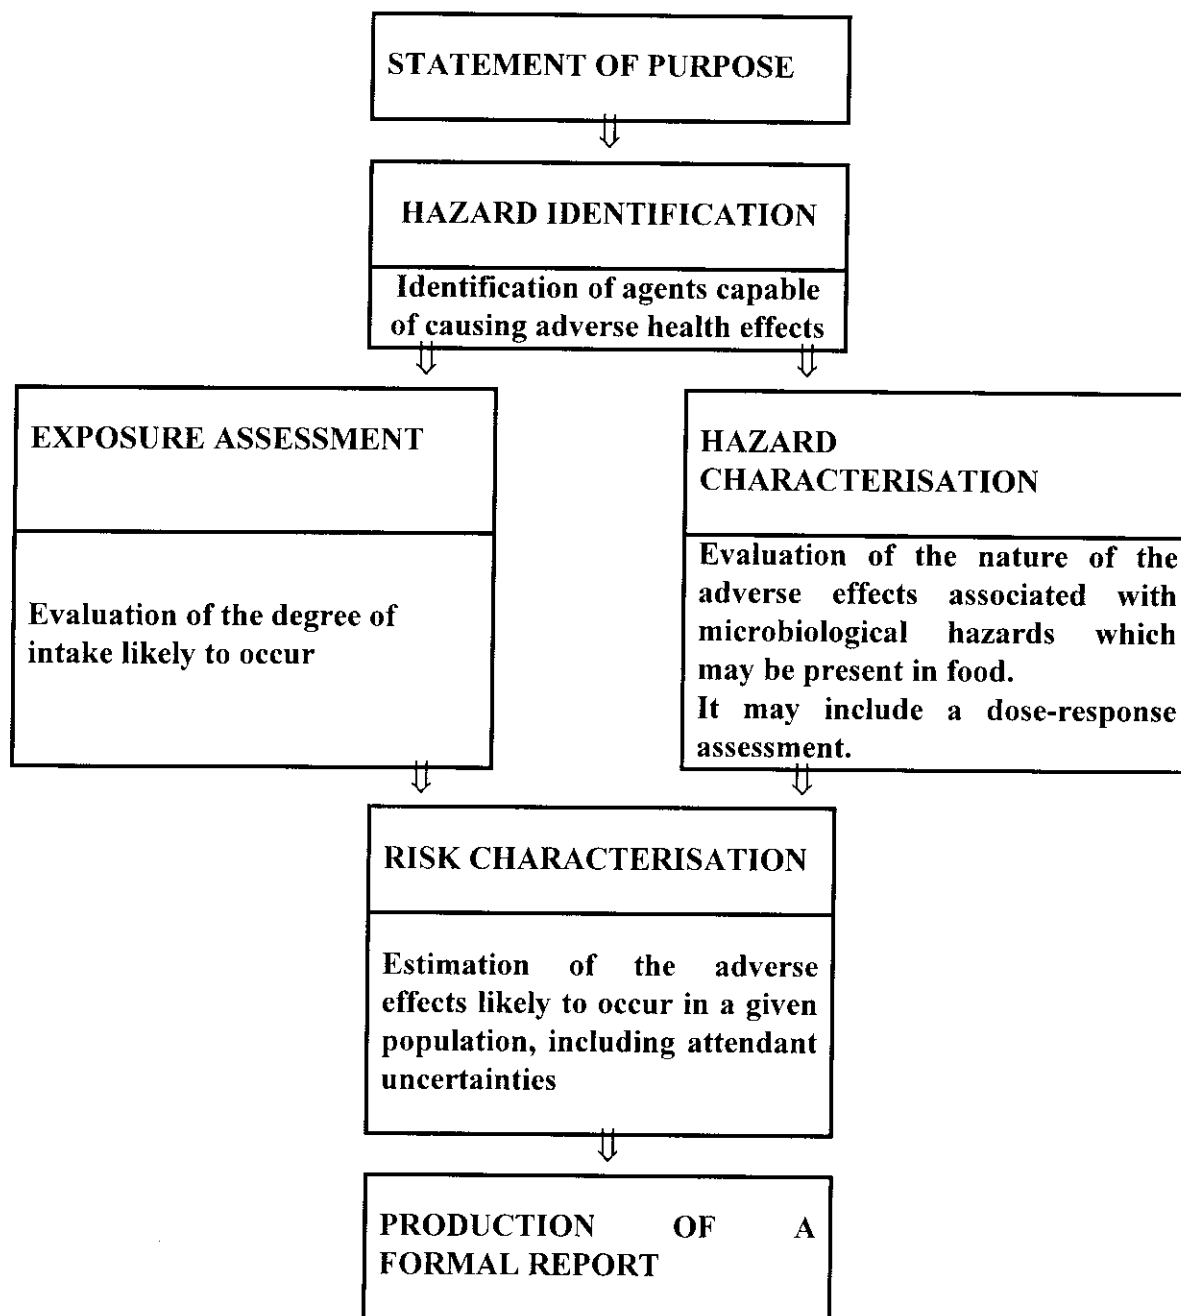 STATEMENT OF PURPOSE
HAZARD IDENTIFICATION
Identification of agents capable
of causing adverse health effects
EXPOSURE ASSESSMENT
Evaluation of the degree of
intake likely to occur
HAZARD
CHARACTERISATION
Evaluation of the nature of the
adverse effects associated with
microbiological hazards which
may be present in food.
It may include a dose-response
assessment.
RISK CHARACTERISATION
Estimation of the adverse
effects likely to occur in a given
population, including attendant
uncertainties
PRODUCTION OF A
FORMAL REPORT